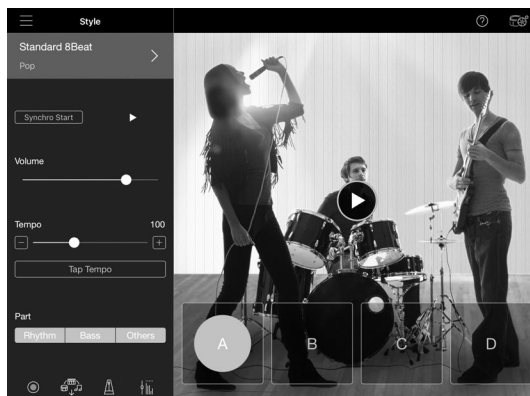 Style
Standard 8Beat
Pop
Synchro Start
Volume
Tempo 100
Tap Tempo
Part
Rhythm Bass Others
A B C D